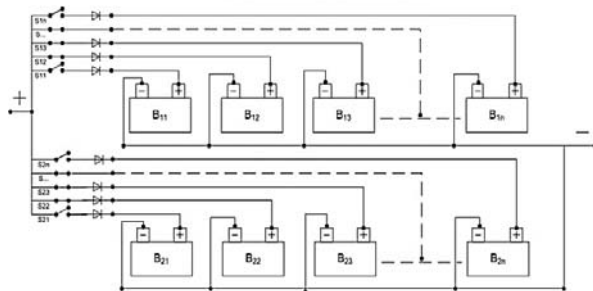 S1n
S...
S13
S12
S11
+
- + - + - + - +
B11 B12 B13 B1n
-
S2n
S...
S23
S22
S21
- + - + - + - +
B21 B22 B23 B2n